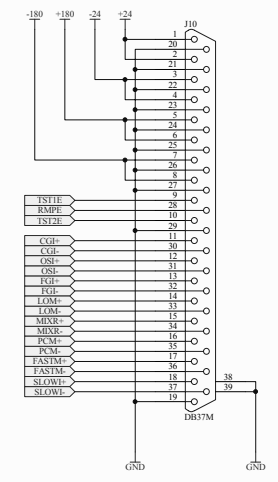 -180 +180 -24 +24
J10
1
20
2
21
3
22
4
23
5
24
6
25
7
26
8
27
TST1E 9
RMPE 28
TST2E 10
29
CGI+ 11
CGI- 30
OSI+ 12
OSI- 31
FGI+ 13
FGI- 32
LOM+ 14
LOM- 33
MIXR+ 15
MIXR- 34
PCM+ 16
PCM- 35
FASTM+ 17
FASTM- 36
SLOWI+ 18 38
SLOWI- 37 39
19
DB37M
GND GND